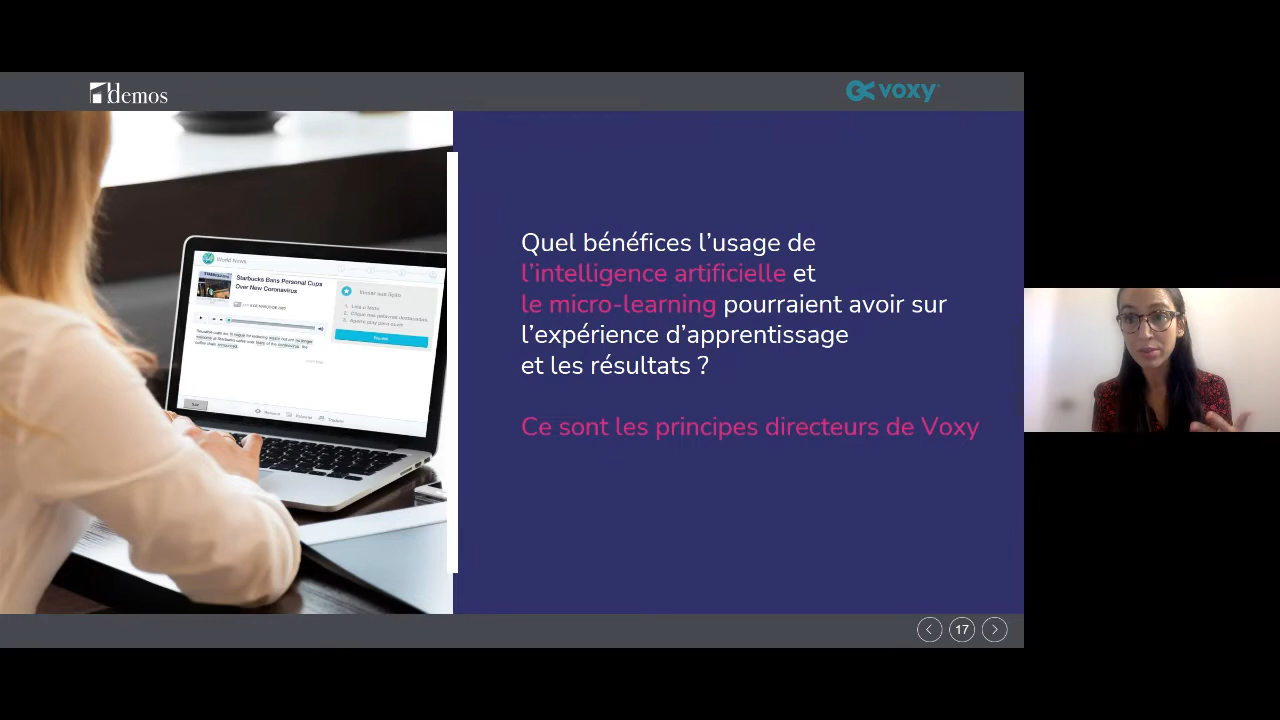 demos
voxy
World News
Starbucks Bans Personal Cups
Over New Coronavirus
Quel bénéfices l’usage de
l’intelligence artificielle et
le micro-learning pourraient avoir sur
l’expérience d’apprentissage
et les résultats ?
Ce sont les principes directeurs de Voxy
17